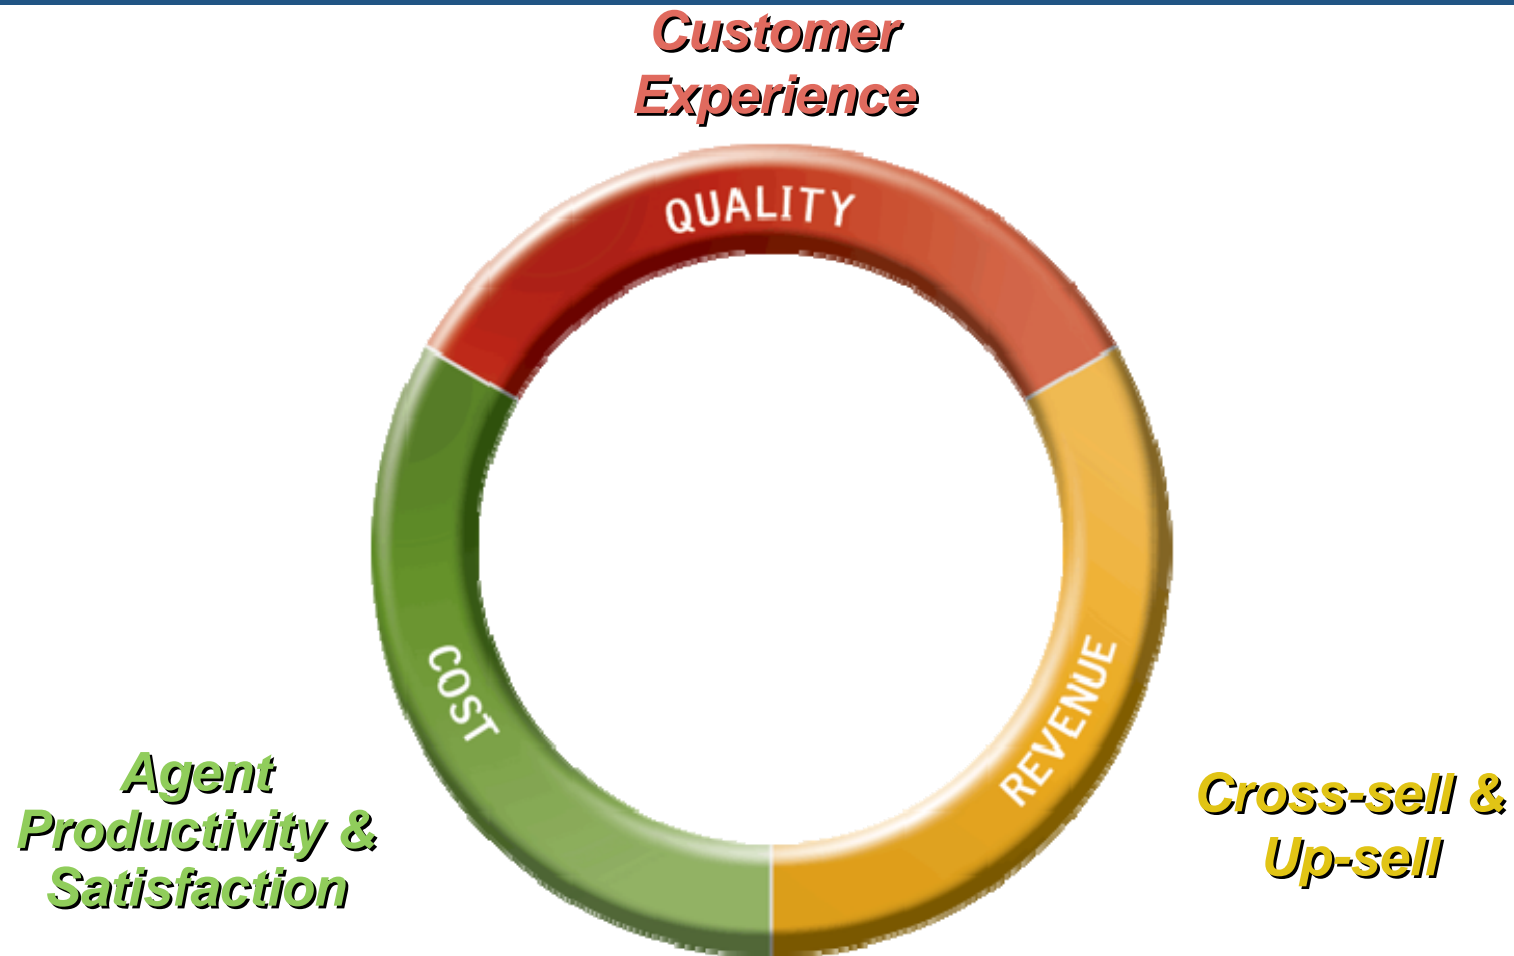 Customer
Experience
QUALITY
COST
REVENUE
Agent
Productivity &
Satisfaction
Cross-sell &
Up-sell